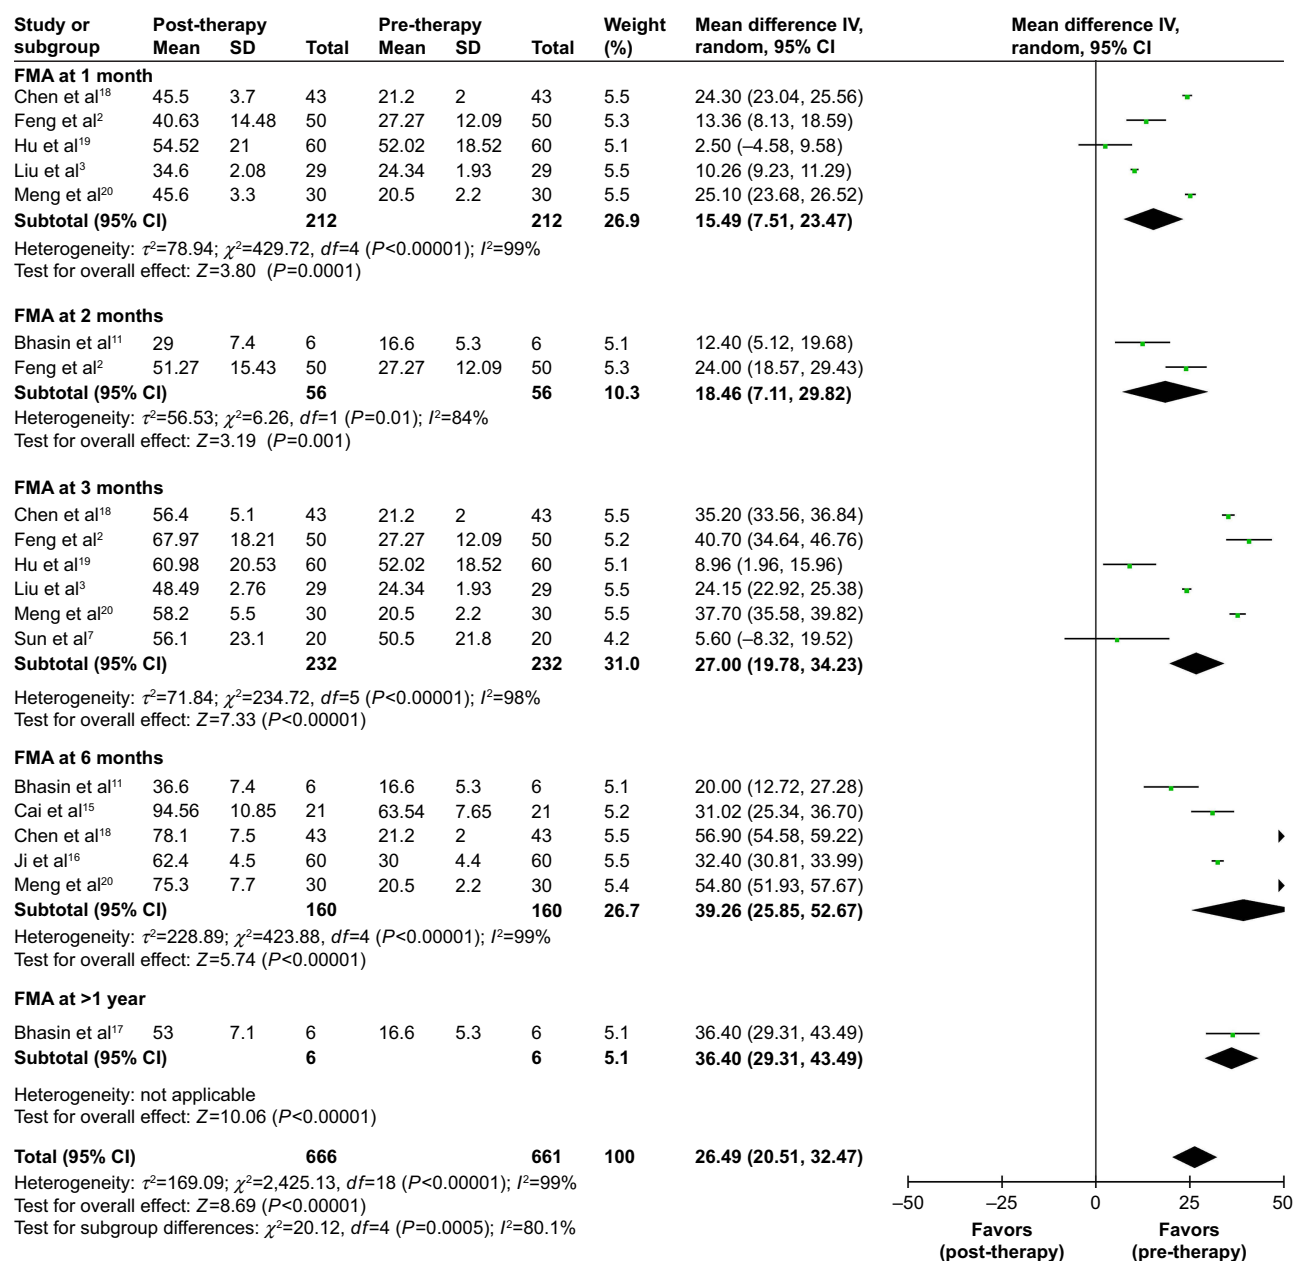 Study or subgroup Post-therapy Pre-therapy Weight (%) Mean difference IV, random, 95% CI Mean difference IV, random, 95% CI
Mean SD Total Mean SD Total
FMA at 1 month
Chen et al18 45.5 3.7 43 21.2 2 43 5.5 24.30 (23.04, 25.56)
Feng et al2 40.63 14.48 50 27.27 12.09 50 5.3 13.36 (8.13, 18.59)
Hu et al19 54.52 21 60 52.02 18.52 60 5.1 2.50 (–4.58, 9.58)
Liu et al3 34.6 2.08 29 24.34 1.93 29 5.5 10.26 (9.23, 11.29)
Meng et al20 45.6 3.3 30 20.5 2.2 30 5.5 25.10 (23.68, 26.52)
Subtotal (95% CI) 212 212 26.9 15.49 (7.51, 23.47)
Heterogeneity: τ²=78.94; χ²=429.72, df=4 (P<0.00001); I²=99%
Test for overall effect: Z=3.80 (P=0.0001)
FMA at 2 months
Bhasin et al11 29 7.4 6 16.6 5.3 6 5.1 12.40 (5.12, 19.68)
Feng et al2 51.27 15.43 50 27.27 12.09 50 5.3 24.00 (18.57, 29.43)
Subtotal (95% CI) 56 56 10.3 18.46 (7.11, 29.82)
Heterogeneity: τ²=56.53; χ²=6.26, df=1 (P=0.01); I²=84%
Test for overall effect: Z=3.19 (P=0.001)
FMA at 3 months
Chen et al18 56.4 5.1 43 21.2 2 43 5.5 35.20 (33.56, 36.84)
Feng et al2 67.97 18.21 50 27.27 12.09 50 5.2 40.70 (34.64, 46.76)
Hu et al19 60.98 20.53 60 52.02 18.52 60 5.1 8.96 (1.96, 15.96)
Liu et al3 48.49 2.76 29 24.34 1.93 29 5.5 24.15 (22.92, 25.38)
Meng et al20 58.2 5.5 30 20.5 2.2 30 5.5 37.70 (35.58, 39.82)
Sun et al7 56.1 23.1 20 50.5 21.8 20 4.2 5.60 (–8.32, 19.52)
Subtotal (95% CI) 232 232 31.0 27.00 (19.78, 34.23)
Heterogeneity: τ²=71.84; χ²=234.72, df=5 (P<0.00001); I²=98%
Test for overall effect: Z=7.33 (P<0.00001)
FMA at 6 months
Bhasin et al11 36.6 7.4 6 16.6 5.3 6 5.1 20.00 (12.72, 27.28)
Cai et al15 94.56 10.85 21 63.54 7.65 21 5.2 31.02 (25.34, 36.70)
Chen et al18 78.1 7.5 43 21.2 2 43 5.5 56.90 (54.58, 59.22)
Ji et al16 62.4 4.5 60 30 4.4 60 5.5 32.40 (30.81, 33.99)
Meng et al20 75.3 7.7 30 20.5 2.2 30 5.4 54.80 (51.93, 57.67)
Subtotal (95% CI) 160 160 26.7 39.26 (25.85, 52.67)
Heterogeneity: τ²=228.89; χ²=423.88, df=4 (P<0.00001); I²=99%
Test for overall effect: Z=5.74 (P<0.00001)
FMA at >1 year
Bhasin et al17 53 7.1 6 16.6 5.3 6 5.1 36.40 (29.31, 43.49)
Subtotal (95% CI) 6 6 5.1 36.40 (29.31, 43.49)
Heterogeneity: not applicable
Test for overall effect: Z=10.06 (P<0.00001)
Total (95% CI) 666 661 100 26.49 (20.51, 32.47)
Heterogeneity: τ²=169.09; χ²=2,425.13, df=18 (P<0.00001); I²=99%
Test for overall effect: Z=8.69 (P<0.00001)
Test for subgroup differences: χ²=20.12, df=4 (P=0.0005); I²=80.1%
–50 –25 0 25 50
Favors (post-therapy) Favors (pre-therapy)